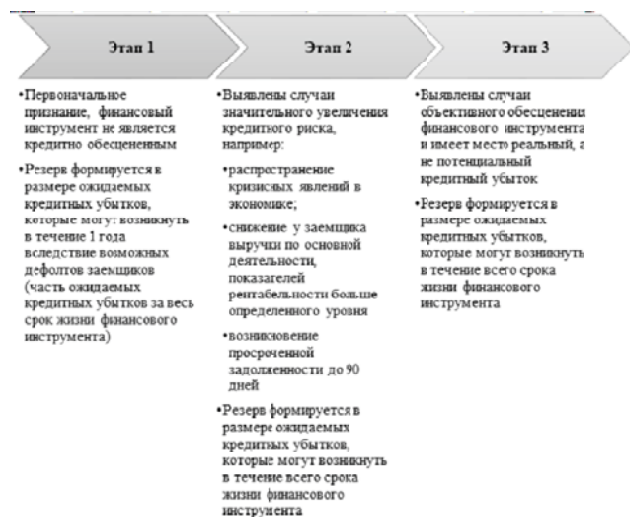 Этап 1
•Первоначальное
признание, финансовый
инструмент не является
кредитно обесцененным
•Резерв формируется в
размере ожидаемых
кредитных убытков,
которые могут возникнуть
в течение 1 года
вследствие возможных
дефолтов заемщиков
(часть ожидаемых
кредитных убытков за весь
срок жизни финансового
инструмента)
Этап 2
•Выявлены случаи
значительного увеличения
кредитного риска,
например:
•распространение
кризисных явлений в
экономике;
•снижение у заемщика
выручки по основной
деятельности,
показателей
рентабельности больше
определенного уровня
•возникновение
просроченной
задолженности до 90
дней
•Резерв формируется в
размере ожидаемых
кредитных убытков,
которые могут возникнуть
в течение всего срока
жизни финансового
инструмента
Этап 3
•Выявлены случаи
объективного обесценения
финансового инструмента
и имеет место реальный, а
не потенциальный
кредитный убыток
•Резерв формируется в
размере ожидаемых
кредитных убытков,
которые могут возникнуть
в течение всего срока
жизни финансового
инструмента